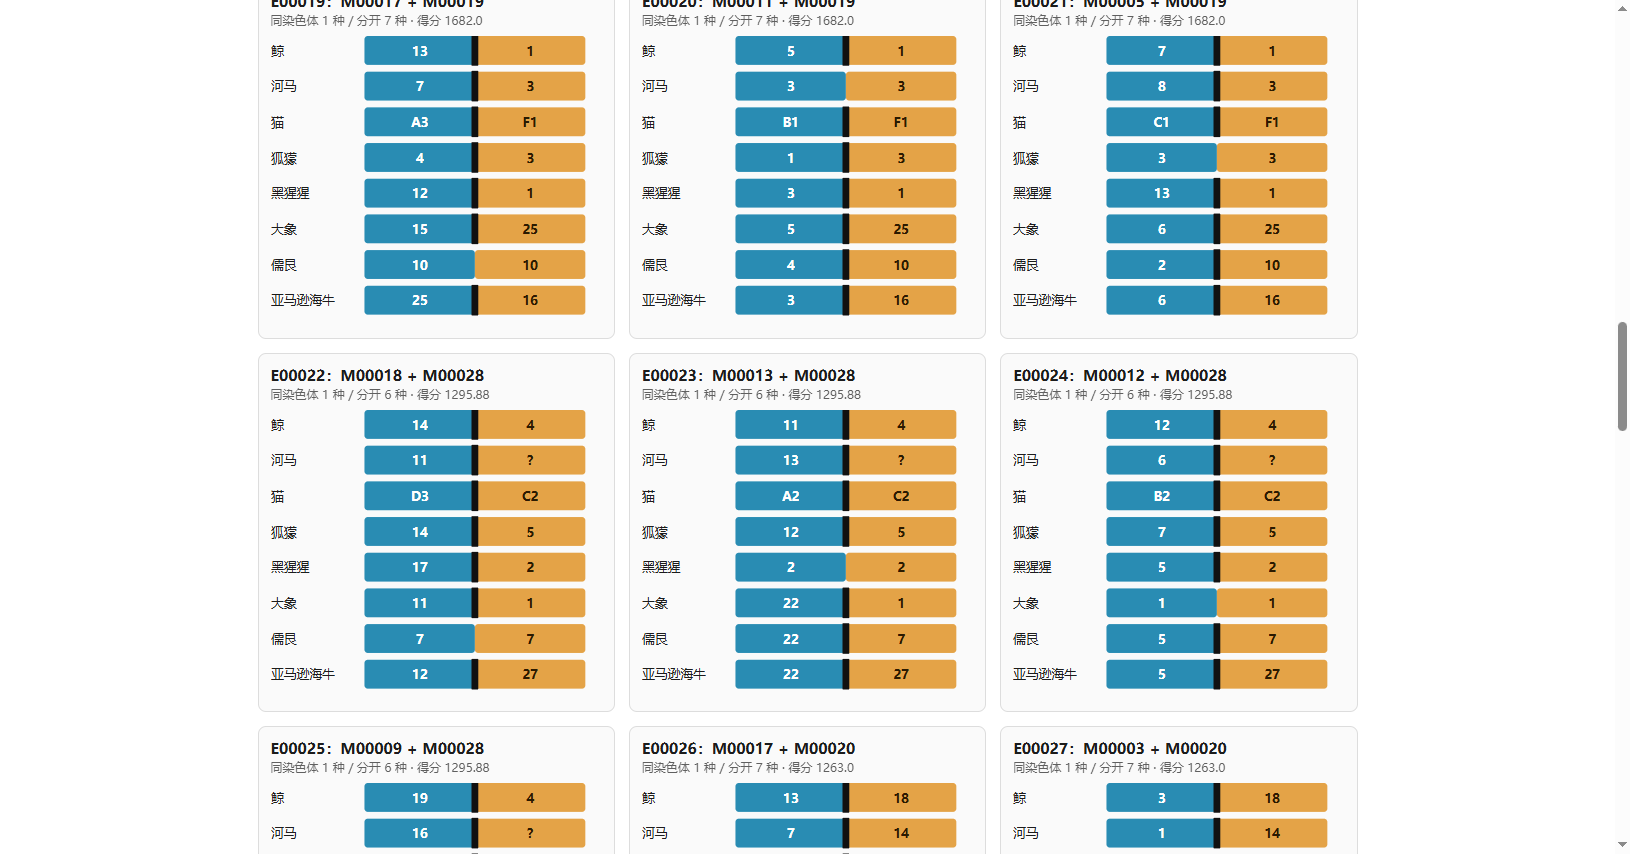 E00019：M00017 + M00019
同染色体 1 种 / 分开 7 种 · 得分 1682.0
鲸 13 1
河马 7 3
猫 A3 F1
狐獴 4 3
黑猩猩 12 1
大象 15 25
儒艮 10 10
亚马逊海牛 25 16
E00020：M00011 + M00019
同染色体 1 种 / 分开 7 种 · 得分 1682.0
鲸 5 1
河马 3 3
猫 B1 F1
狐獴 1 3
黑猩猩 3 1
大象 5 25
儒艮 4 10
亚马逊海牛 3 16
E00021：M00005 + M00019
同染色体 1 种 / 分开 7 种 · 得分 1682.0
鲸 7 1
河马 8 3
猫 C1 F1
狐獴 3 3
黑猩猩 13 1
大象 6 25
儒艮 2 10
亚马逊海牛 6 16
E00022：M00018 + M00028
同染色体 1 种 / 分开 6 种 · 得分 1295.88
鲸 14 4
河马 11 ?
猫 D3 C2
狐獴 14 5
黑猩猩 17 2
大象 11 1
儒艮 7 7
亚马逊海牛 12 27
E00023：M00013 + M00028
同染色体 1 种 / 分开 6 种 · 得分 1295.88
鲸 11 4
河马 13 ?
猫 A2 C2
狐獴 12 5
黑猩猩 2 2
大象 22 1
儒艮 22 7
亚马逊海牛 22 27
E00024：M00012 + M00028
同染色体 1 种 / 分开 6 种 · 得分 1295.88
鲸 12 4
河马 6 ?
猫 B2 C2
狐獴 7 5
黑猩猩 5 2
大象 1 1
儒艮 5 7
亚马逊海牛 5 27
E00025：M00009 + M00028
同染色体 1 种 / 分开 6 种 · 得分 1295.88
鲸 19 4
河马 16 ?
E00026：M00017 + M00020
同染色体 1 种 / 分开 7 种 · 得分 1263.0
鲸 13 18
河马 7 14
E00027：M00003 + M00020
同染色体 1 种 / 分开 7 种 · 得分 1263.0
鲸 3 18
河马 1 14